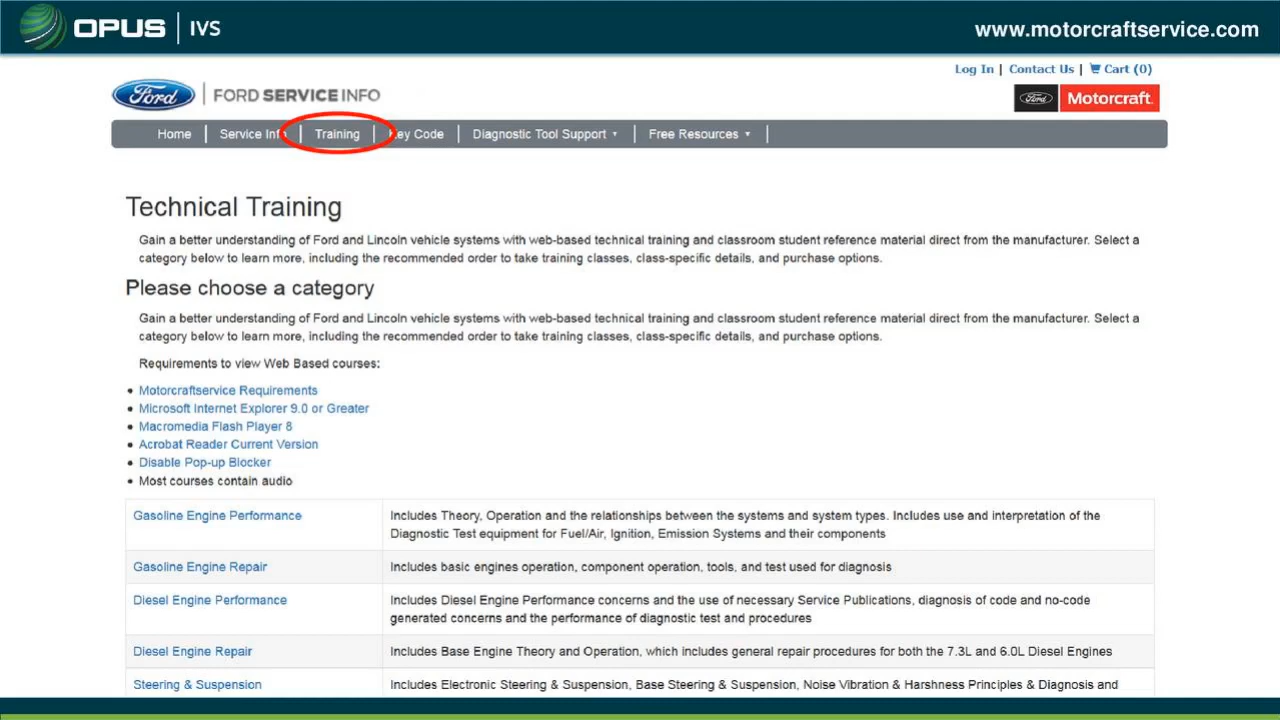 OPUS | IVS
www.motorcraftservice.com
Log In | Contact Us | Cart (0)
Ford | FORD SERVICE INFO
Ford Motorcraft
Home | Service Info | Training | Key Code | Diagnostic Tool Support | Free Resources |
Technical Training
Gain a better understanding of Ford and Lincoln vehicle systems with web-based technical training and classroom student reference material direct from the manufacturer. Select a
category below to learn more, including the recommended order to take training classes, class-specific details, and purchase options.
Please choose a category
Gain a better understanding of Ford and Lincoln vehicle systems with web-based technical training and classroom student reference material direct from the manufacturer. Select a
category below to learn more, including the recommended order to take training classes, class-specific details, and purchase options.
Requirements to view Web Based courses:
• Motorcraftservice Requirements
• Microsoft Internet Explorer 9.0 or Greater
• Macromedia Flash Player 8
• Acrobat Reader Current Version
• Disable Pop-up Blocker
• Most courses contain audio
Gasoline Engine Performance
Includes Theory, Operation and the relationships between the systems and system types. Includes use and interpretation of the
Diagnostic Test equipment for Fuel/Air, Ignition, Emission Systems and their components
Gasoline Engine Repair
Includes basic engines operation, component operation, tools, and test used for diagnosis
Diesel Engine Performance
Includes Diesel Engine Performance concerns and the use of necessary Service Publications, diagnosis of code and no-code
generated concerns and the performance of diagnostic test and procedures
Diesel Engine Repair
Includes Base Engine Theory and Operation, which includes general repair procedures for both the 7.3L and 6.0L Diesel Engines
Steering & Suspension
Includes Electronic Steering & Suspension, Base Steering & Suspension, Noise Vibration & Harshness Principles & Diagnosis and